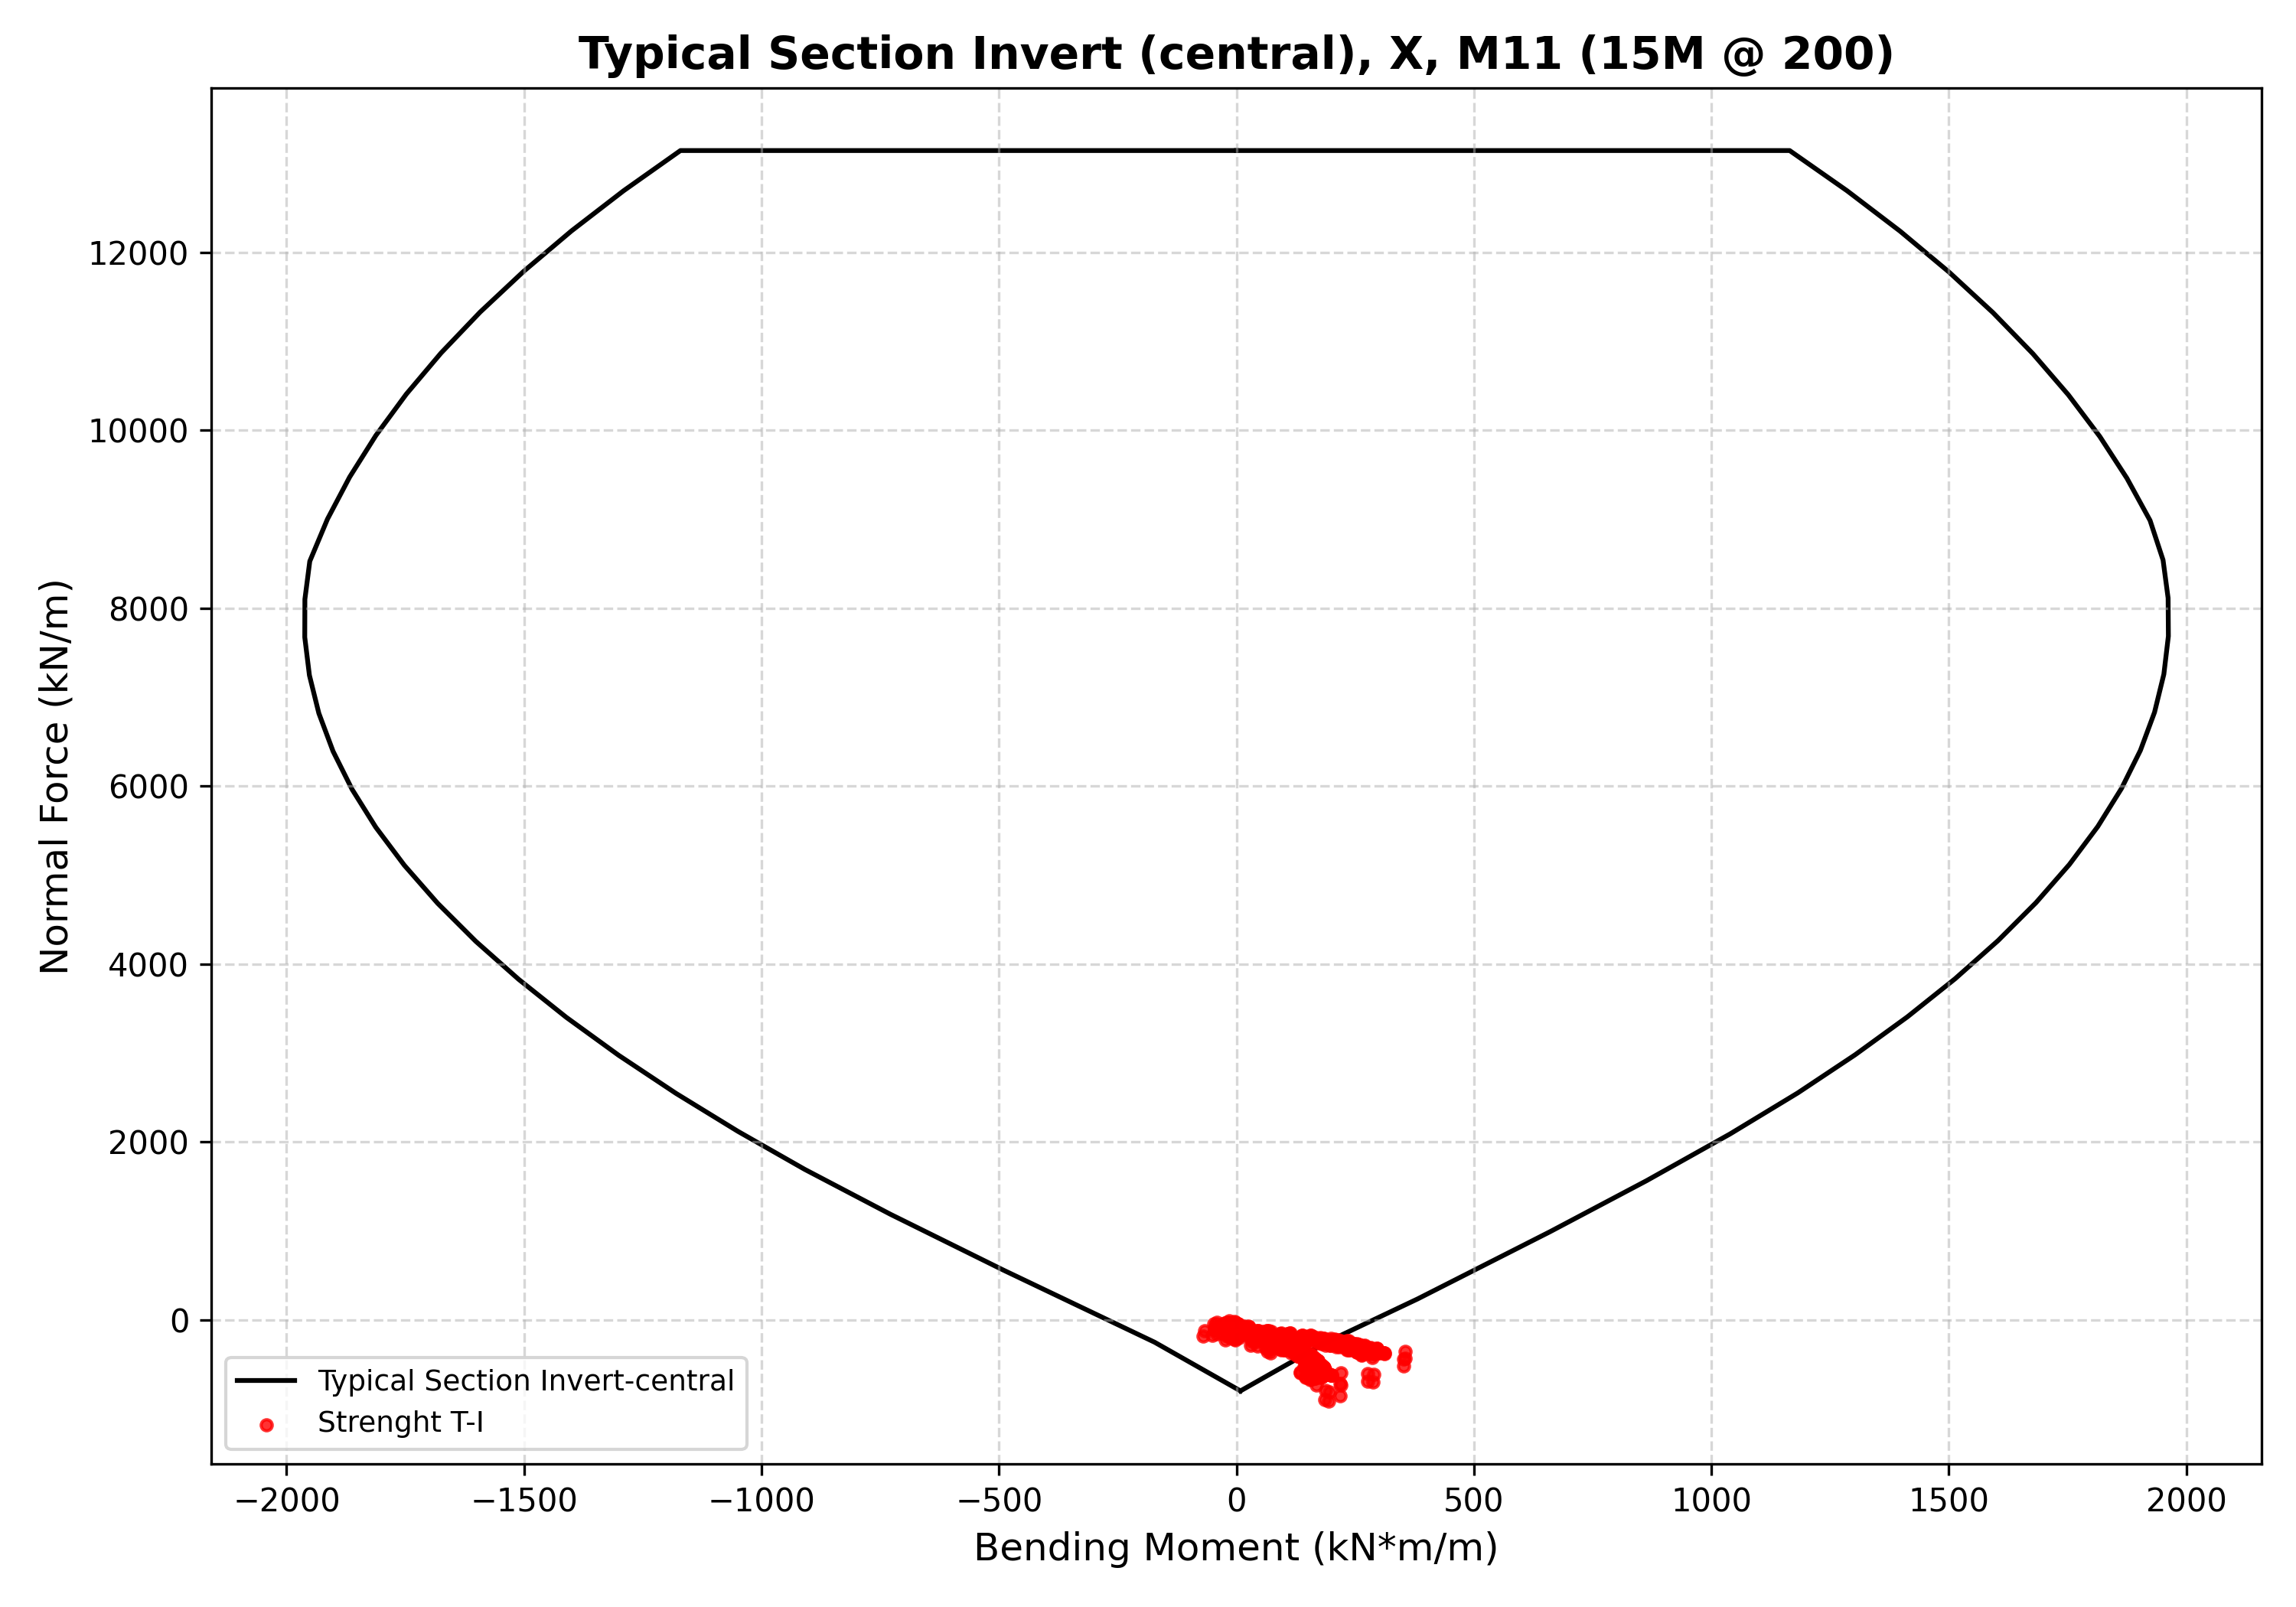 Typical Section Invert (central), X, M11 (15M @ 200)
Normal Force (kN/m)
12000
10000
8000
6000
4000
2000
0
Typical Section Invert-central
Strenght T-I
−2000 −1500 −1000 −500 0 500 1000 1500 2000
Bending Moment (kN*m/m)